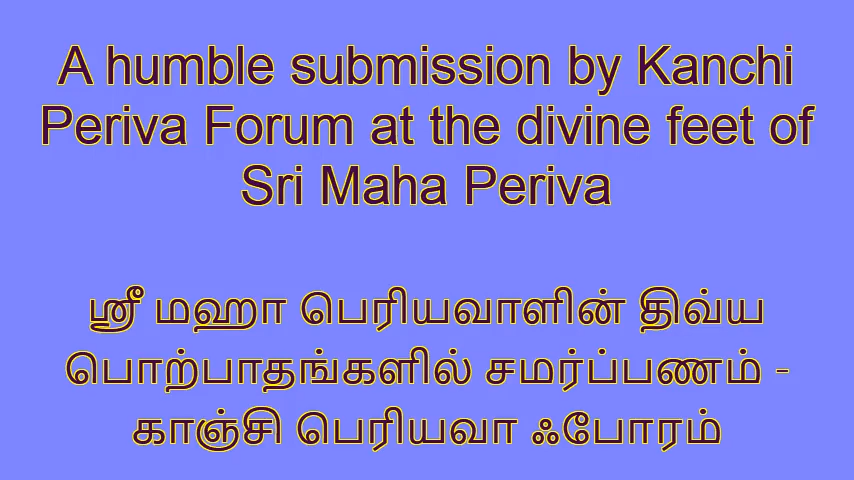 A humble submission by Kanchi
Periva Forum at the divine feet of
Sri Maha Periva
ஸ்ரீ மஹா பெரியவாளின் திவ்ய
பொற்பாதங்களில் சமர்ப்பணம் -
காஞ்சி பெரியவா ஃபோரம்